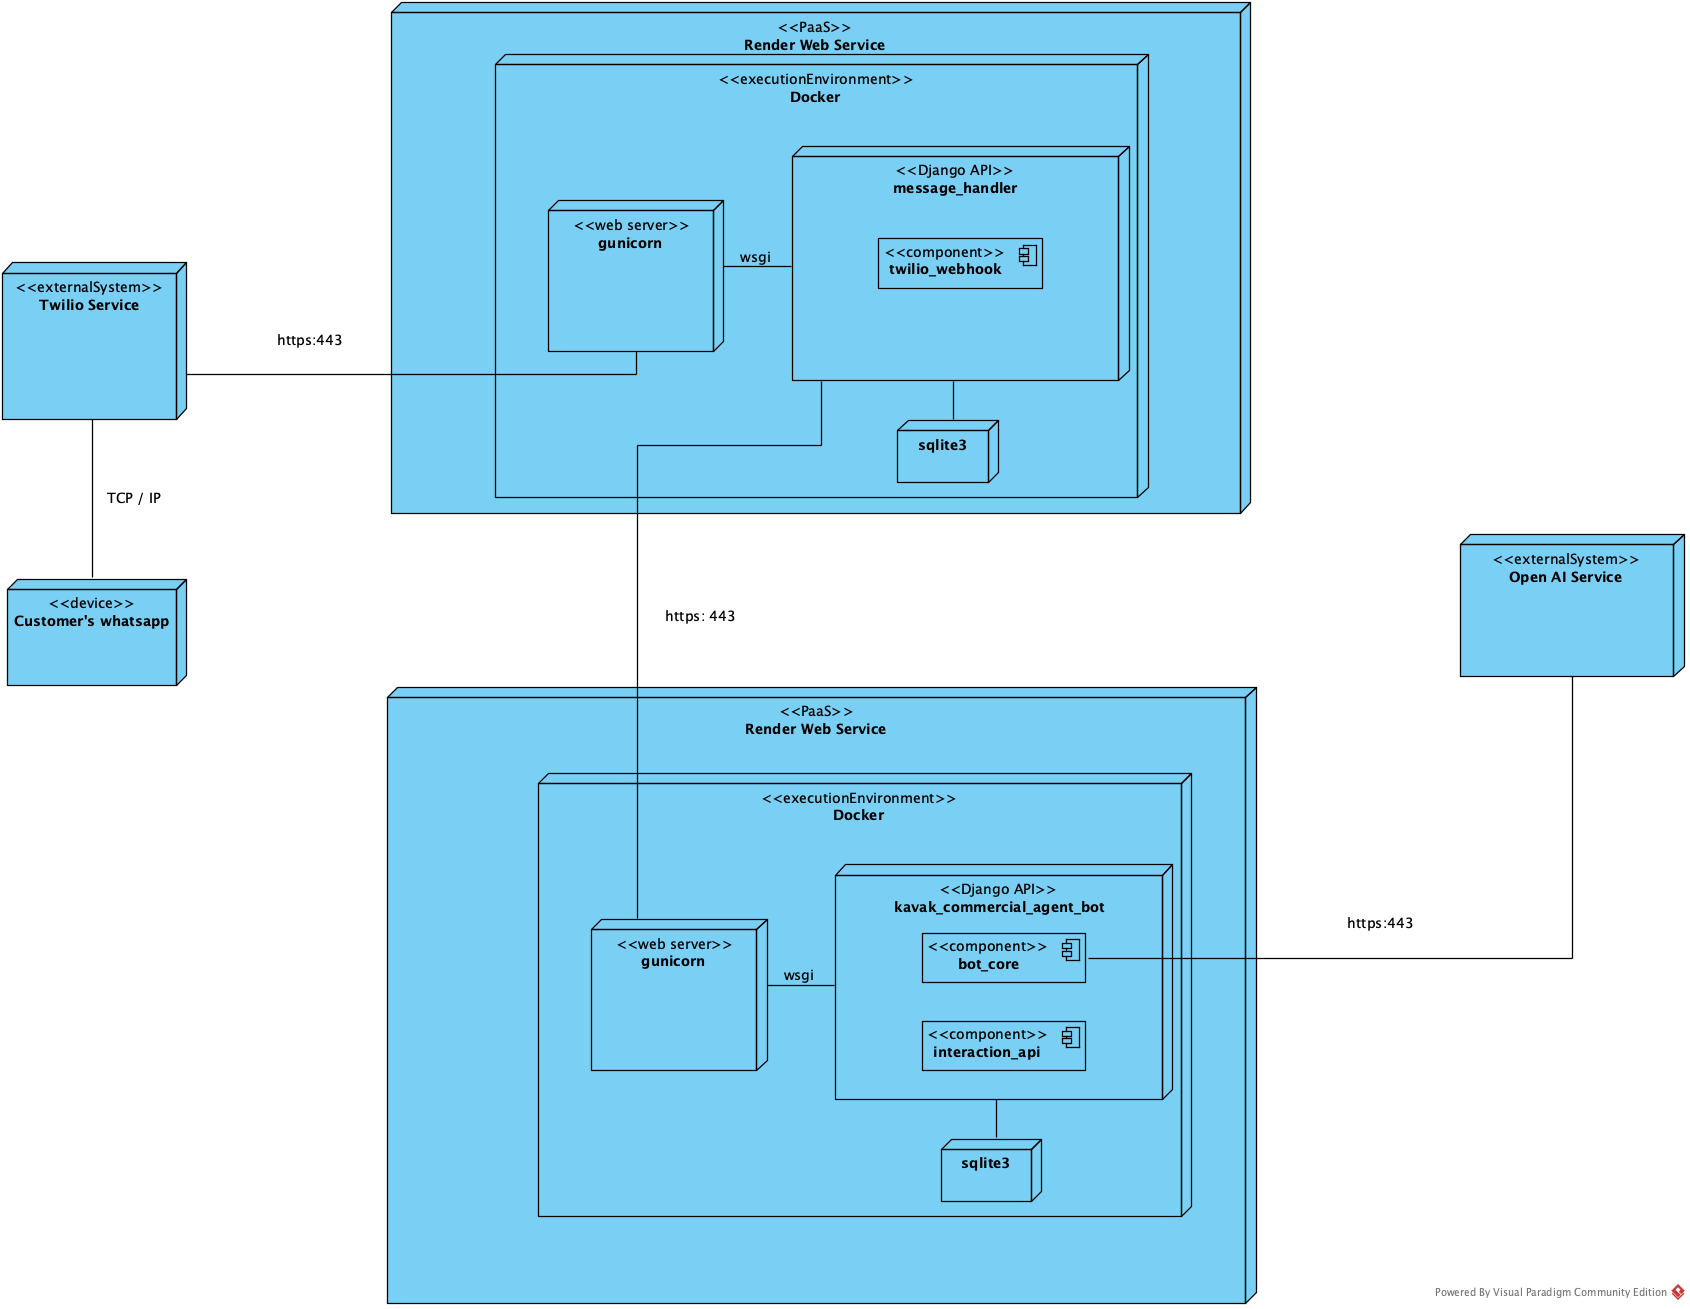 <<PaaS>>
Render Web Service
<<executionEnvironment>>
Docker
<<Django API>>
message_handler
<<web server>>
gunicorn
wsgi
<<component>>
twilio_webhook
<<externalSystem>>
Twilio Service
https:443
sqlite3
TCP / IP
<<externalSystem>>
Open AI Service
<<device>>
Customer's whatsapp
https: 443
<<PaaS>>
Render Web Service
<<executionEnvironment>>
Docker
<<Django API>>
kavak_commercial_agent_bot
https:443
<<web server>>
gunicorn
<<component>>
bot_core
wsgi
<<component>>
interaction_api
sqlite3
Powered By Visual Paradigm Community Edition